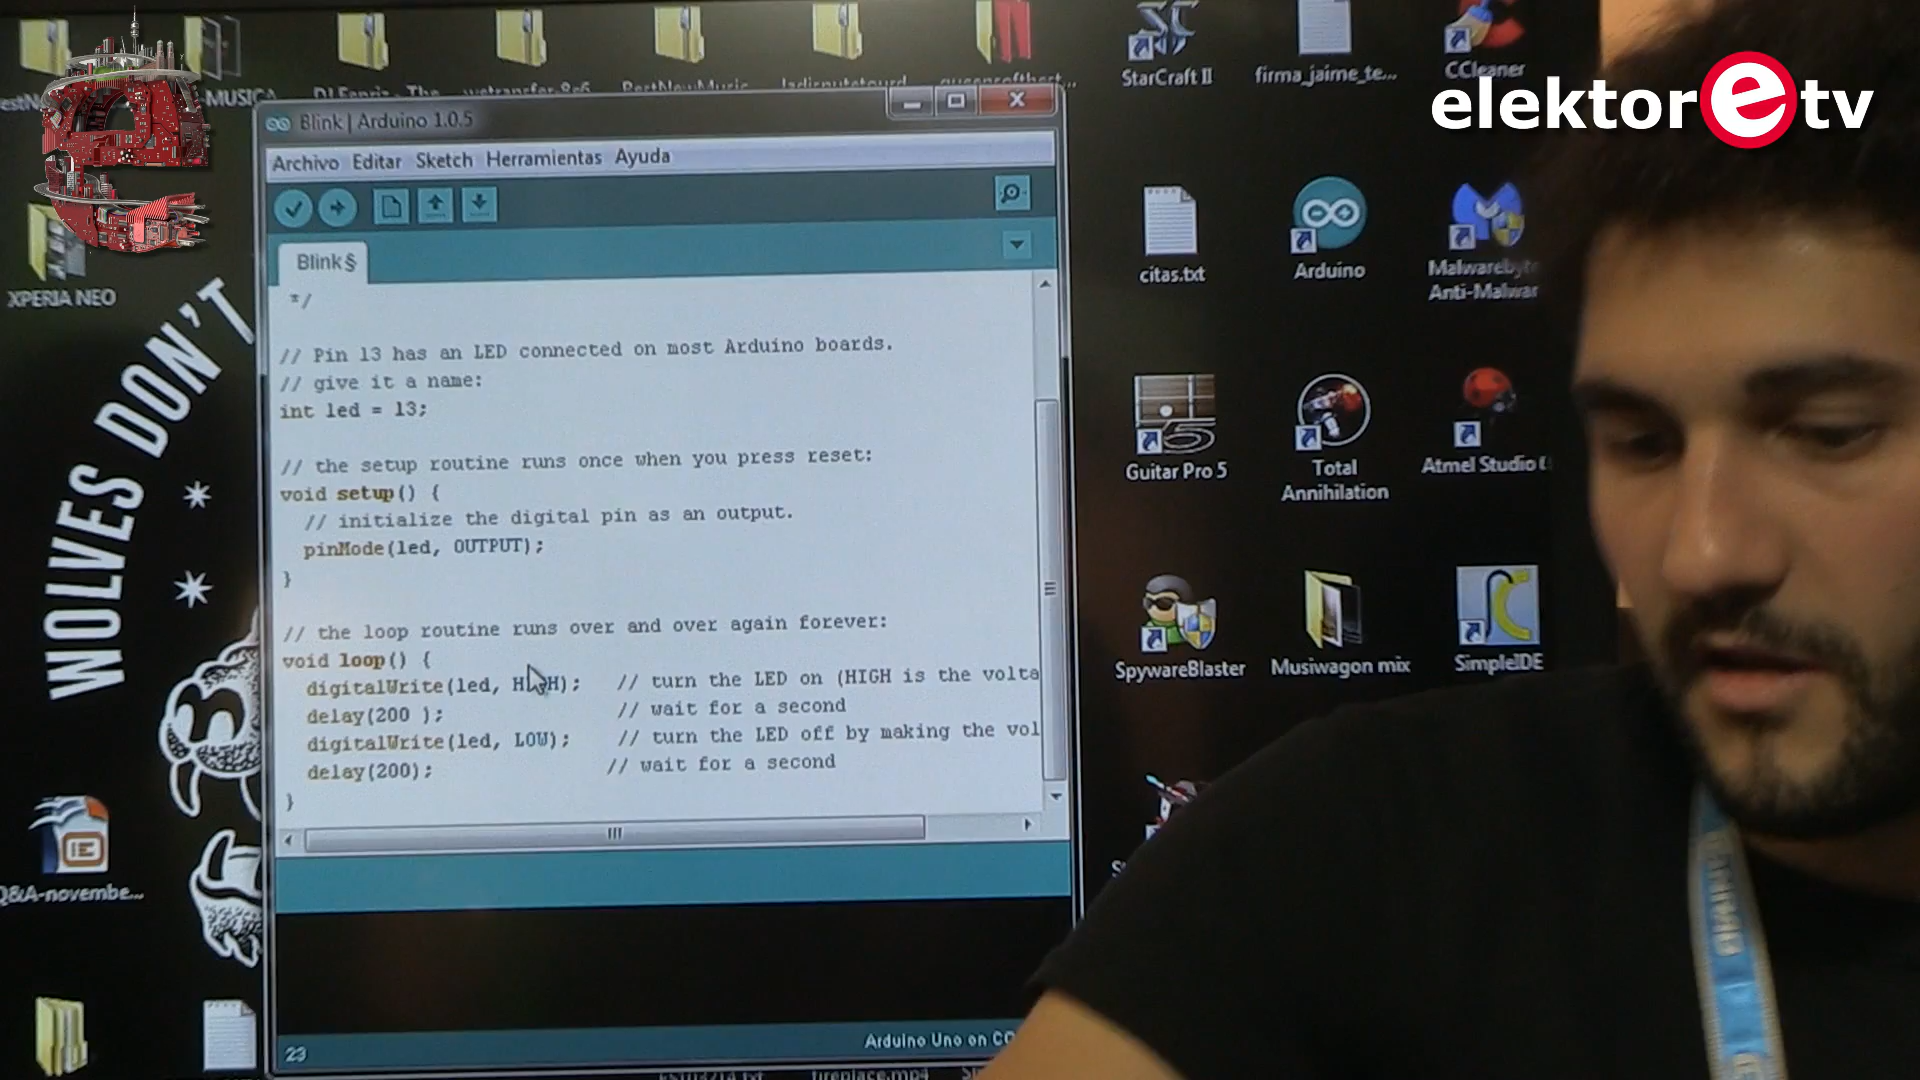 MUSICA
StarCraft II
firma_jaime_te...
CCleaner
elektor e tv
Blink | Arduino 1.0.5
Archivo Editar Sketch Herramientas Ayuda
Blink§
*/
// Pin 13 has an LED connected on most Arduino boards.
// give it a name:
int led = 13;
// the setup routine runs once when you press reset:
void setup() {
// initialize the digital pin as an output.
pinMode(led, OUTPUT);
}
// the loop routine runs over and over again forever:
void loop() {
digitalWrite(led, HIGH); // turn the LED on (HIGH is the volta
delay(200 ); // wait for a second
digitalWrite(led, LOW); // turn the LED off by making the vol
delay(200); // wait for a second
}
23
Arduino Uno on CO
XPERIA NEO
WOLVES DON'T
Q&A-novembe...
citas.txt
Arduino
Malwareby
Anti-Malwar
Guitar Pro 5
Total
Annihilation
Atmel Studio
SpywareBlaster
Musiwagon mix
SimpleIDE
fireplace.mp4